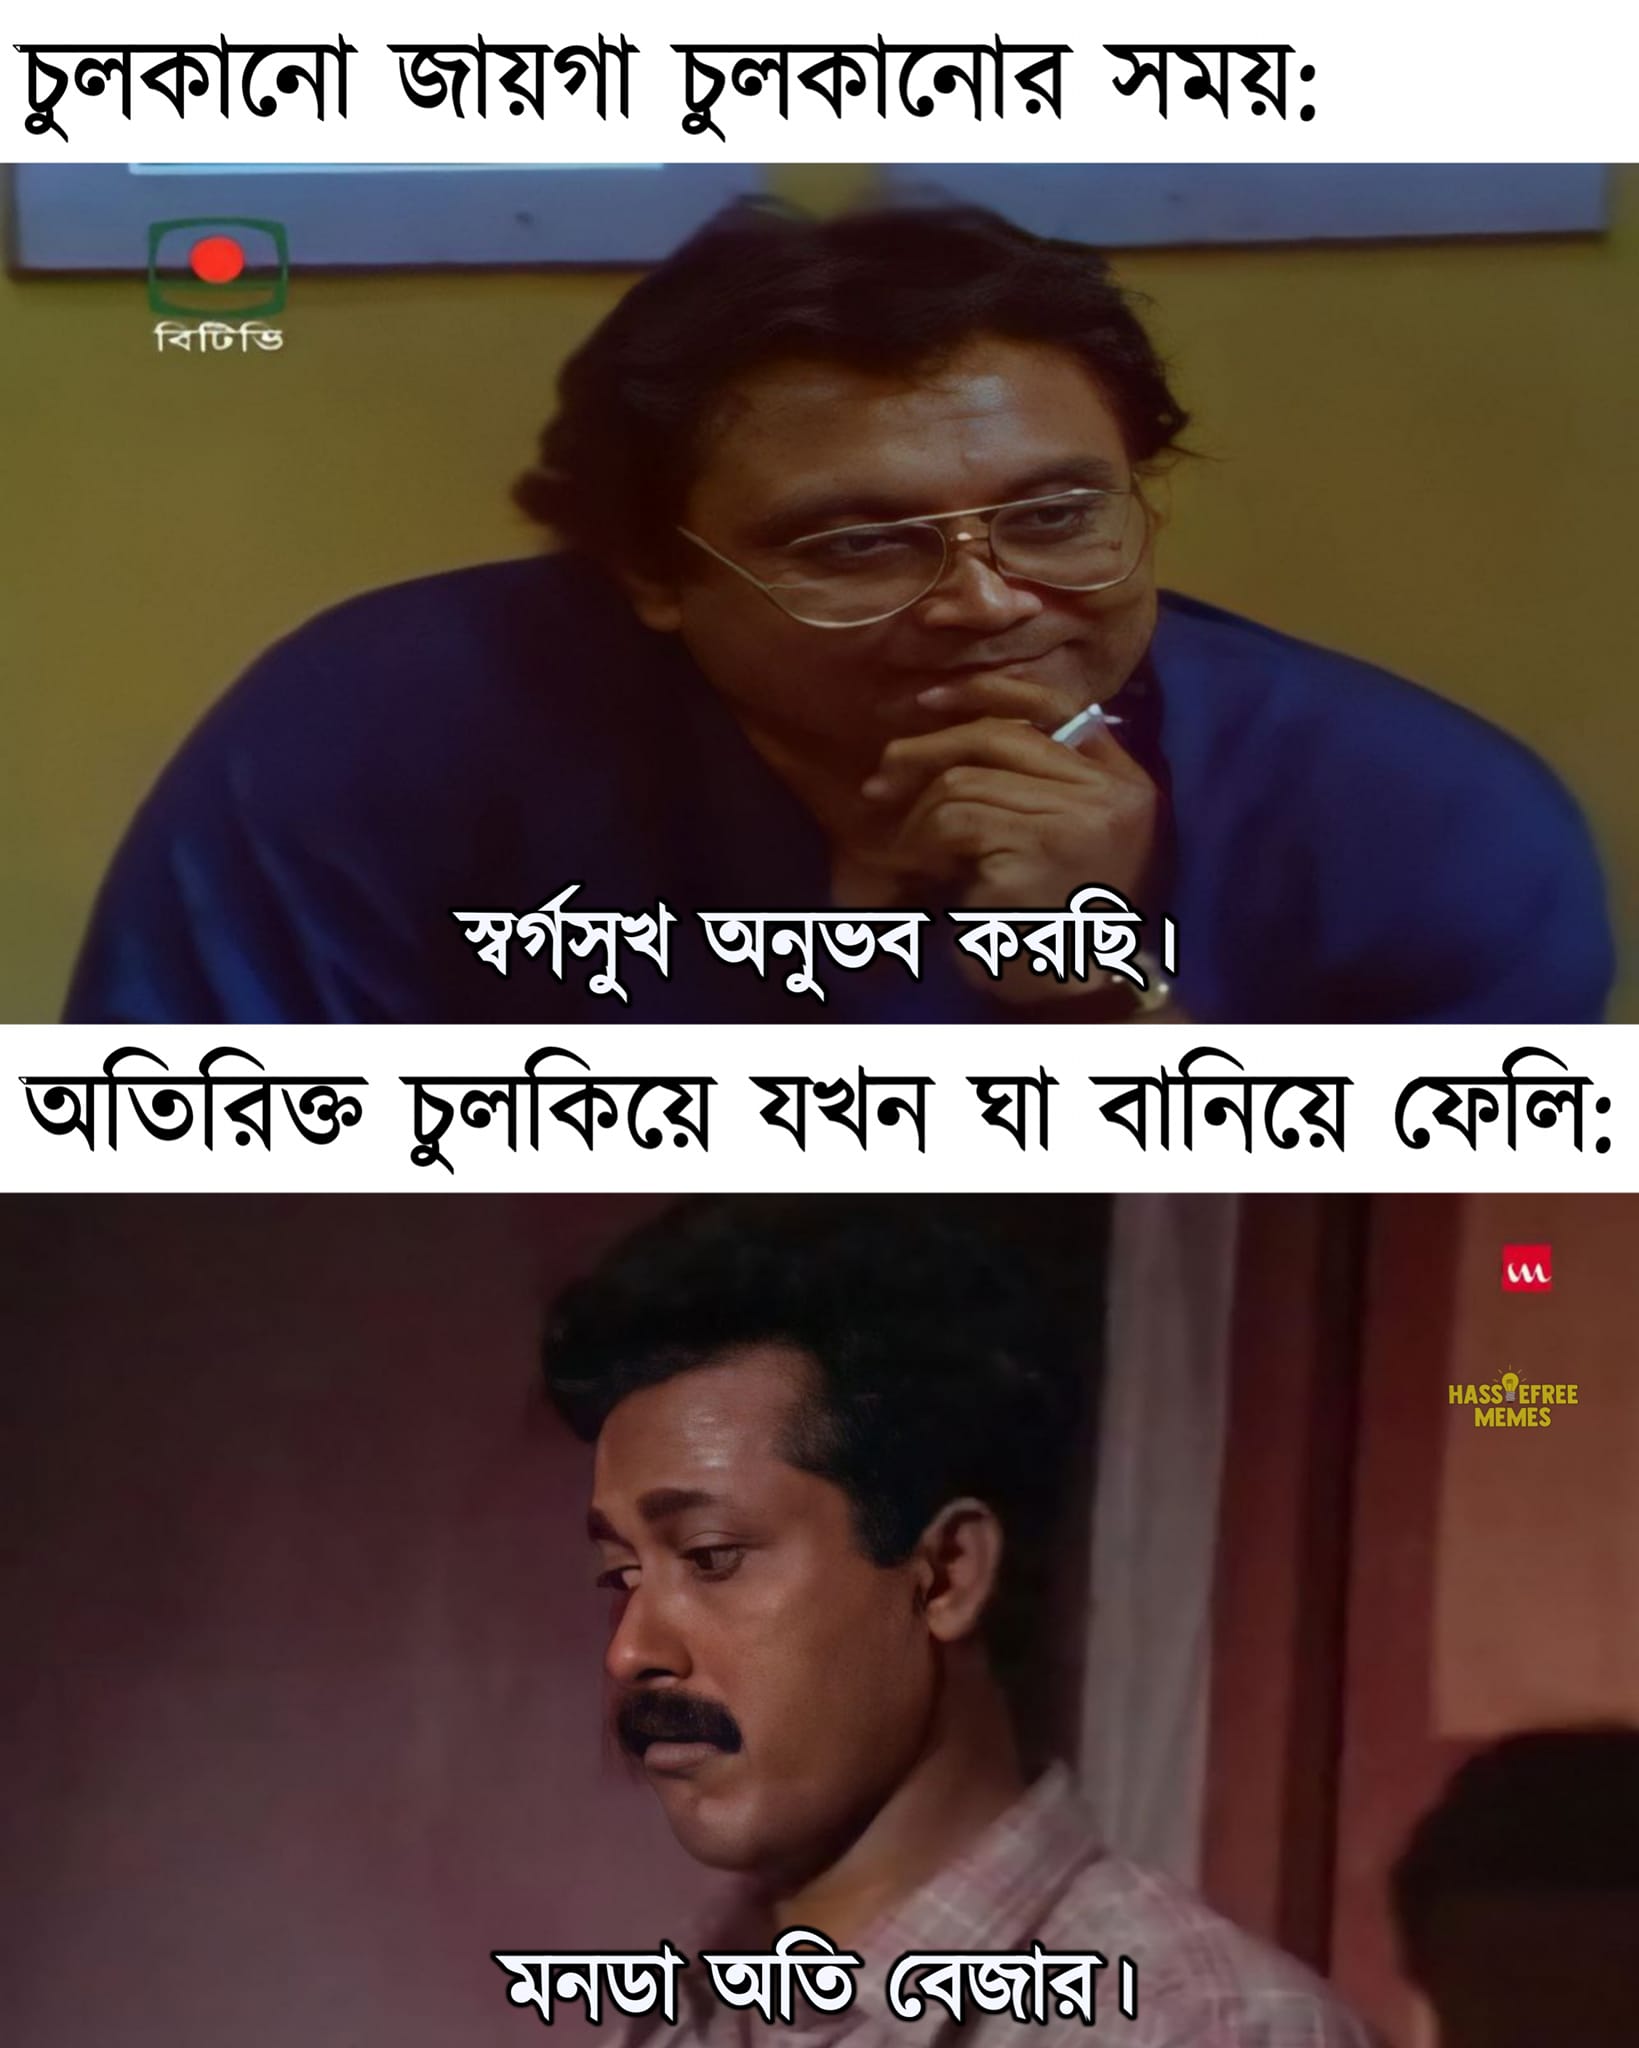 চুলকানো জায়গা চুলকানোর সময়:
বিটিভি
স্বর্গসুখ অনুভব করছি।
অতিরিক্ত চুলকিয়ে যখন ঘা বানিয়ে ফেলি:
HASSLEFREE
MEMES
মনডা অতি বেজার।